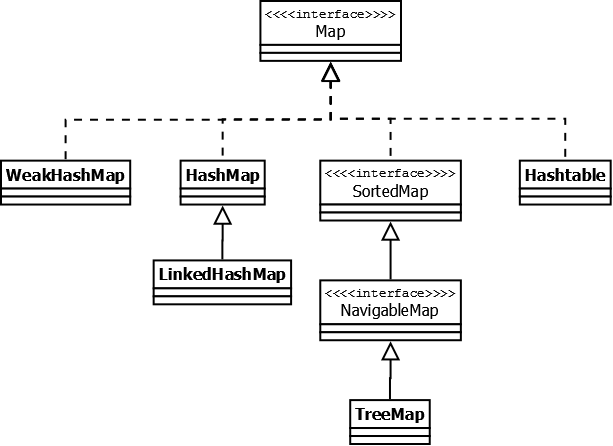 <<<<interface>>>>
Map
WeakHashMap
HashMap
<<<<interface>>>>
SortedMap
Hashtable
LinkedHashMap
<<<<interface>>>>
NavigableMap
TreeMap